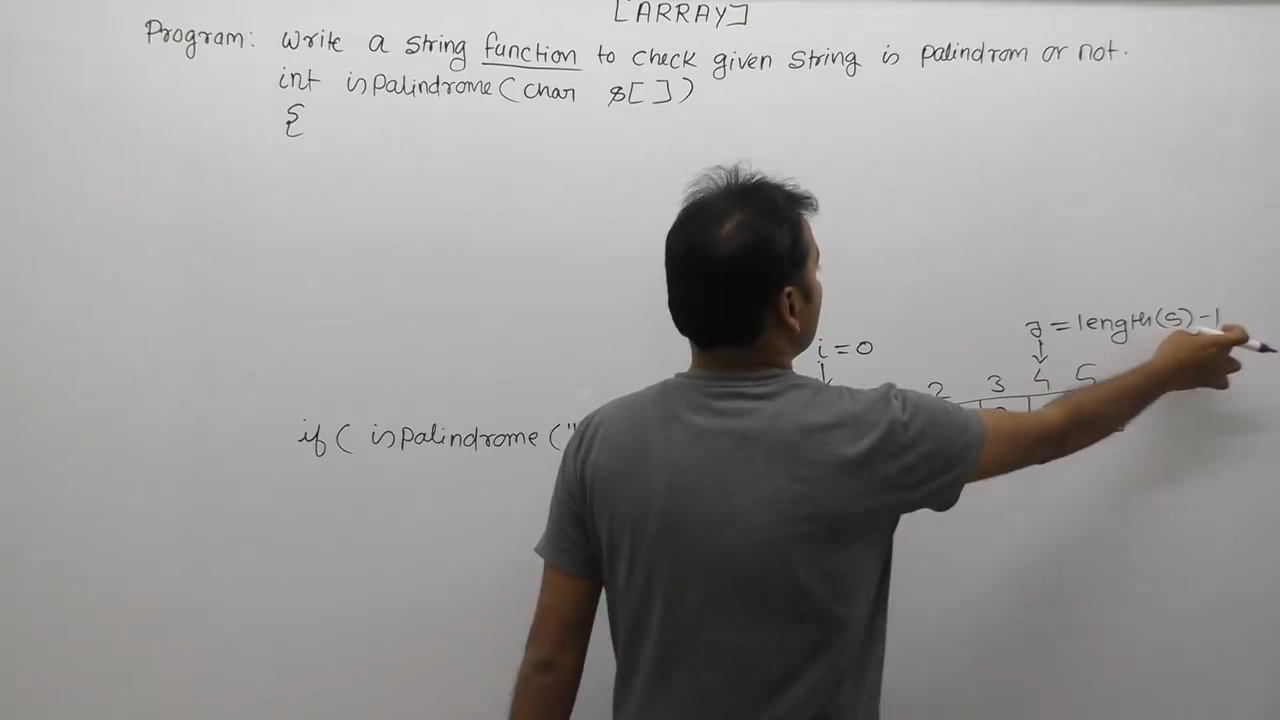 [ARRAY]
Program: Write a string function to check given string is palindrom or not.
int ispalindrome(char s[])
{
i=0
j=length(s)-1
2 3 4 5
if( ispalindrome("